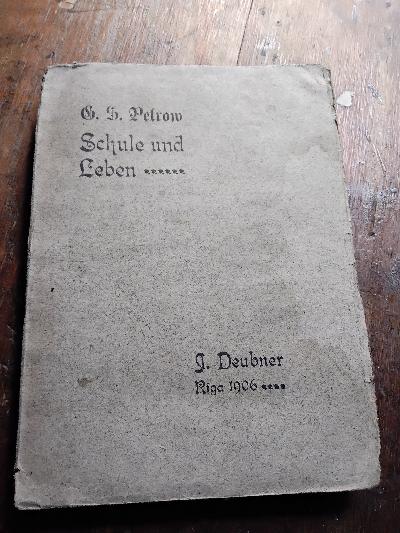 G. S. Petrow
Schule und
Leben ******
J. Deubner
Riga 1906 ****